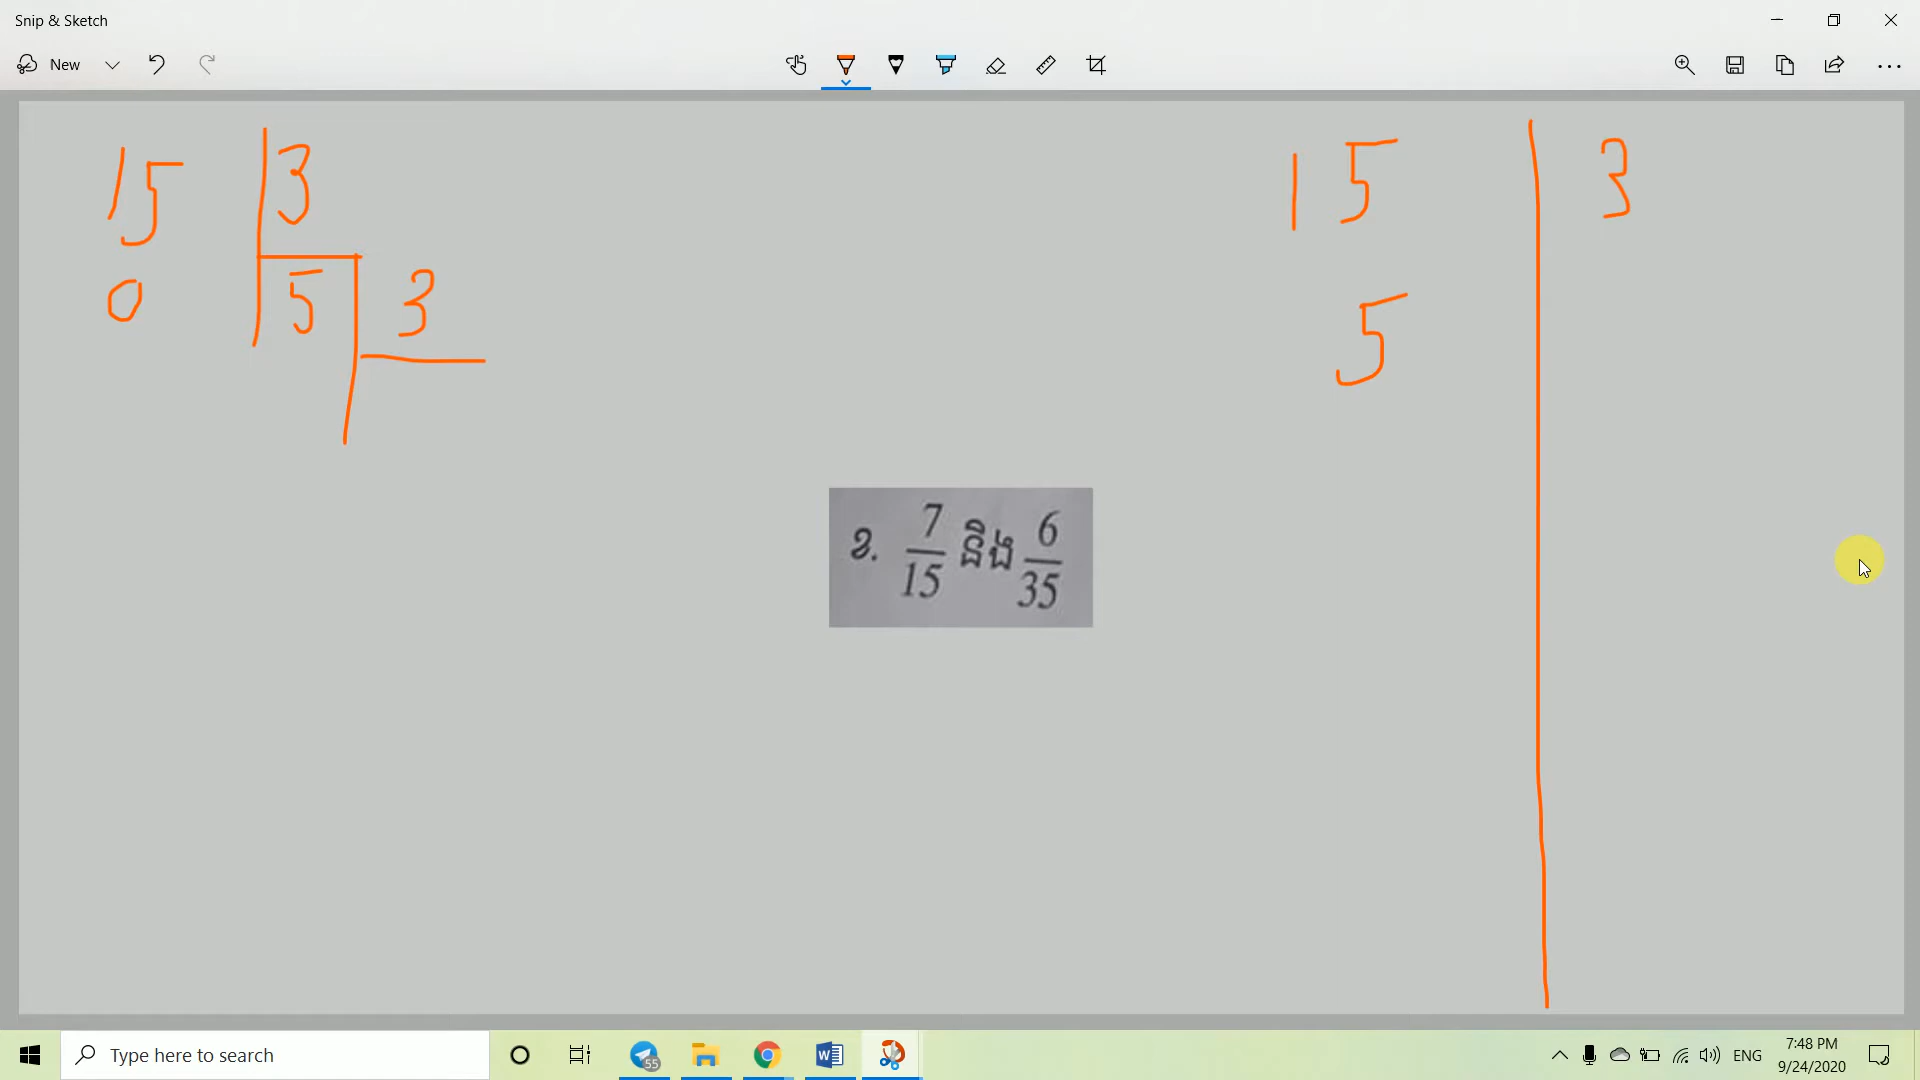 Snip & Sketch
New
15 3
0 5 3
15 3
5
ខ. 7/15 និង 6/35
Type here to search
55
ENG
7:48 PM
9/24/2020